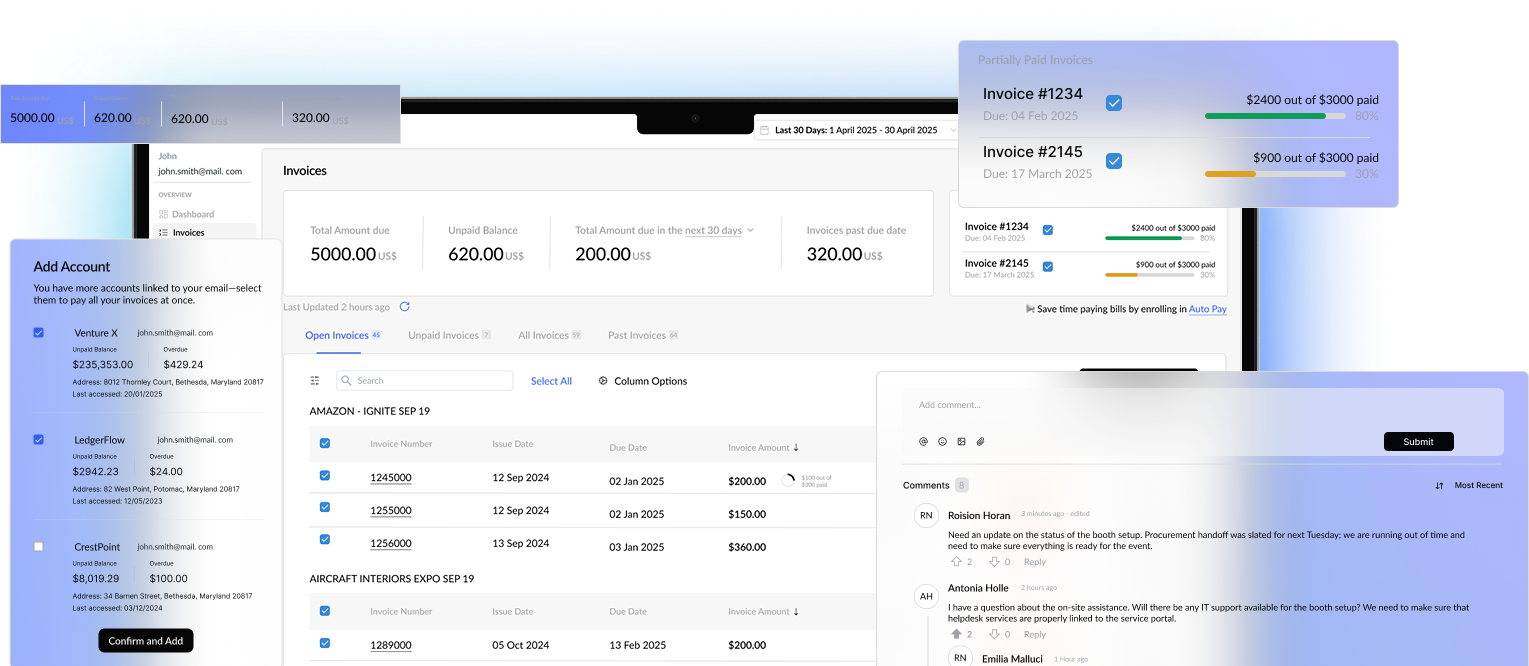 5000.00 US$ 620.00 US$ 620.00 US$ 320.00 US$
John
john.smith@mail. com
OVERVIEW
Dashboard
Invoices
Last 30 Days: 1 April 2025 - 30 April 2025
Partially Paid Invoices
Invoice #1234
Due: 04 Feb 2025
$2400 out of $3000 paid
80%
Invoice #2145
Due: 17 March 2025
$900 out of $3000 paid
30%
Invoices
Total Amount due
5000.00 US$
Unpaid Balance
620.00 US$
Total Amount due in the next 30 days
200.00 US$
Invoices past due date
320.00 US$
Invoice #1234
Due: 04 Feb 2025
$2400 out of $3000 paid
80%
Invoice #2145
Due: 17 March 2025
$900 out of $3000 paid
30%
Last Updated 2 hours ago
Save time paying bills by enrolling in Auto Pay
Open Invoices 45
Unpaid Invoices 7
All Invoices 59
Past Invoices 64
Search
Select All
Column Options
AMAZON - IGNITE SEP 19
Invoice Number Issue Date Due Date Invoice Amount
1245000 12 Sep 2024 02 Jan 2025 $200.00
$100 out of
$300 paid
1255000 12 Sep 2024 02 Jan 2025 $150.00
1256000 13 Sep 2024 03 Jan 2025 $360.00
AIRCRAFT INTERIORS EXPO SEP 19
Invoice Number Issue Date Due Date Invoice Amount
1289000 05 Oct 2024 13 Feb 2025 $200.00
Add Account
You have more accounts linked to your email—select
them to pay all your invoices at once.
Venture X john.smith@mail. com
Unpaid Balance Overdue
$235,353.00 $429.24
Address: 8012 Thornley Court, Bethesda, Maryland 20817
Last accessed: 20/01/2025
LedgerFlow john.smith@mail. com
Unpaid Balance Overdue
$2942.23 $24.00
Address: 82 West Point, Potomac, Maryland 20817
Last accessed: 12/05/2023
CrestPoint john.smith@mail. com
Unpaid Balance Overdue
$8,019.29 $100.00
Address: 34 Barnen Street, Bethesda, Maryland 20817
Last accessed: 03/12/2024
Confirm and Add
Add comment...
Submit
Comments 8
Most Recent
RN
Roision Horan 3 minutes ago - edited
Need an update on the status of the booth setup. Procurement handoff was slated for next Tuesday; we are running out of time and
need to make sure everything is ready for the event.
2 0 Reply
AH
Antonia Holle 2 hours ago
I have a question about the on-site assistance. Will there be any IT support available for the booth setup? We need to make sure that
helpdesk services are properly linked to the service portal.
2 0 Reply
RN
Emilia Malluci 1 Hour ago